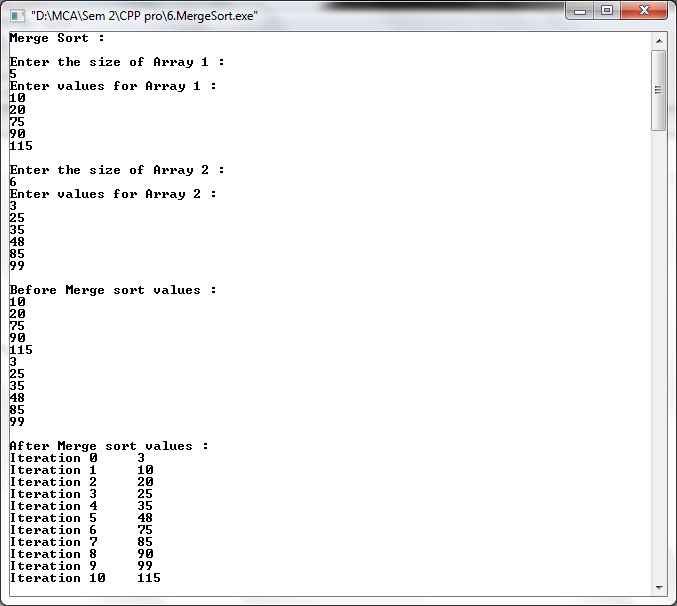 "D:\MCA\Sem 2\CPP pro\6.MergeSort.exe"
Merge Sort :
Enter the size of Array 1 :
5
Enter values for Array 1 :
10
20
75
90
115
Enter the size of Array 2 :
6
Enter values for Array 2 :
3
25
35
48
85
99
Before Merge sort values :
10
20
75
90
115
3
25
35
48
85
99
After Merge sort values :
Iteration 0 3
Iteration 1 10
Iteration 2 20
Iteration 3 25
Iteration 4 35
Iteration 5 48
Iteration 6 75
Iteration 7 85
Iteration 8 90
Iteration 9 99
Iteration 10 115